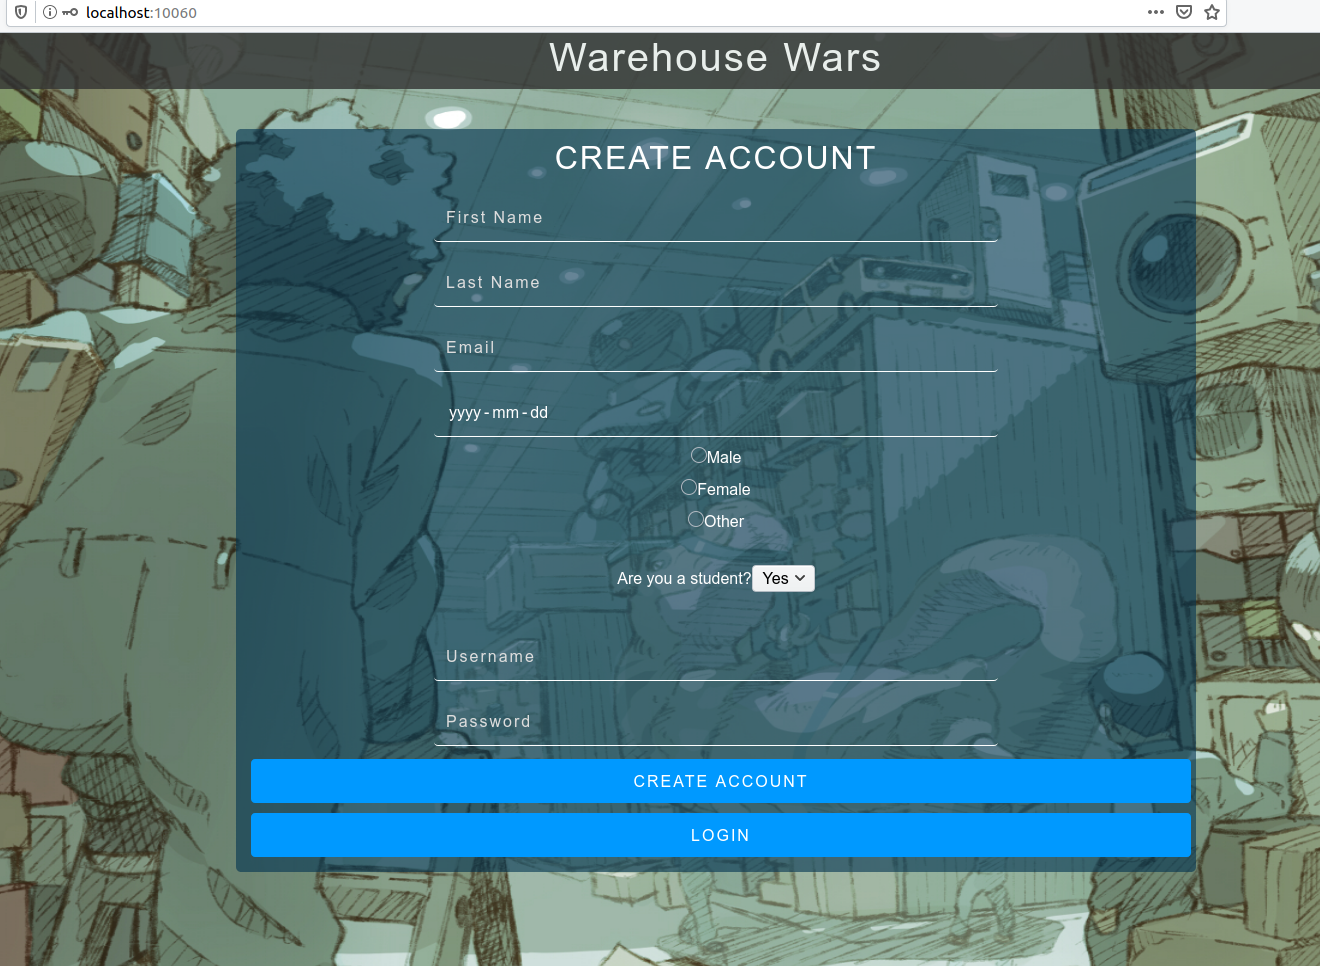 localhost:10060
Warehouse Wars
CREATE ACCOUNT
First Name
Last Name
Email
yyyy-mm-dd
Male
Female
Other
Are you a student? Yes
Username
Password
CREATE ACCOUNT
LOGIN